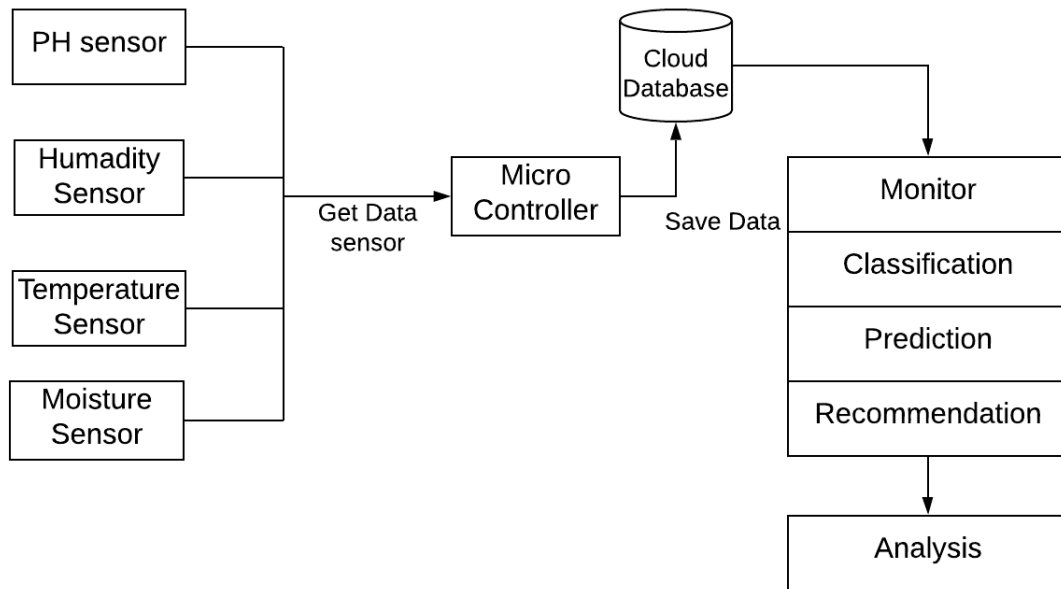 PH sensor
Humadity
Sensor
Temperature
Sensor
Moisture
Sensor
Get Data
sensor
Micro
Controller
Cloud
Database
Save Data
Monitor
Classification
Prediction
Recommendation
Analysis